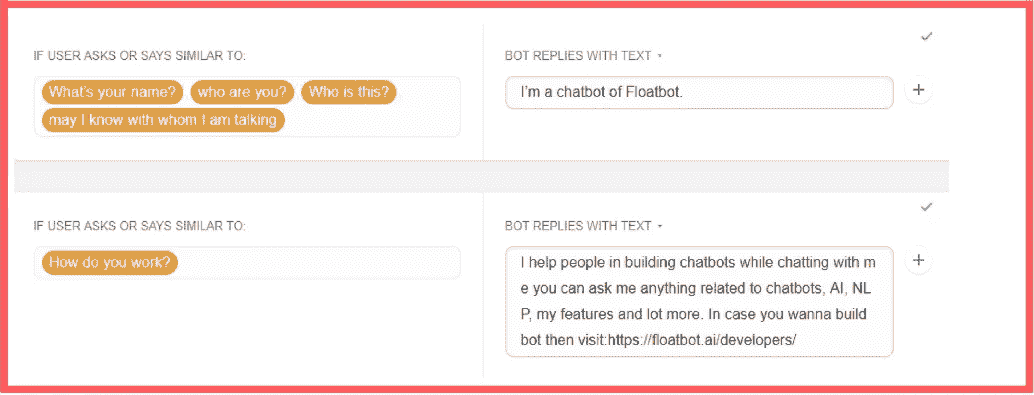 IF USER ASKS OR SAYS SIMILAR TO:
BOT REPLIES WITH TEXT
What's your name? who are you? Who is this?
may I know with whom I am talking
I'm a chatbot of Floatbot.
IF USER ASKS OR SAYS SIMILAR TO:
BOT REPLIES WITH TEXT
How do you work?
I help people in building chatbots while chatting with m
e you can ask me anything related to chatbots, AI, NL
P, my features and lot more. In case you wanna build
bot then visit:https://floatbot.ai/developers/